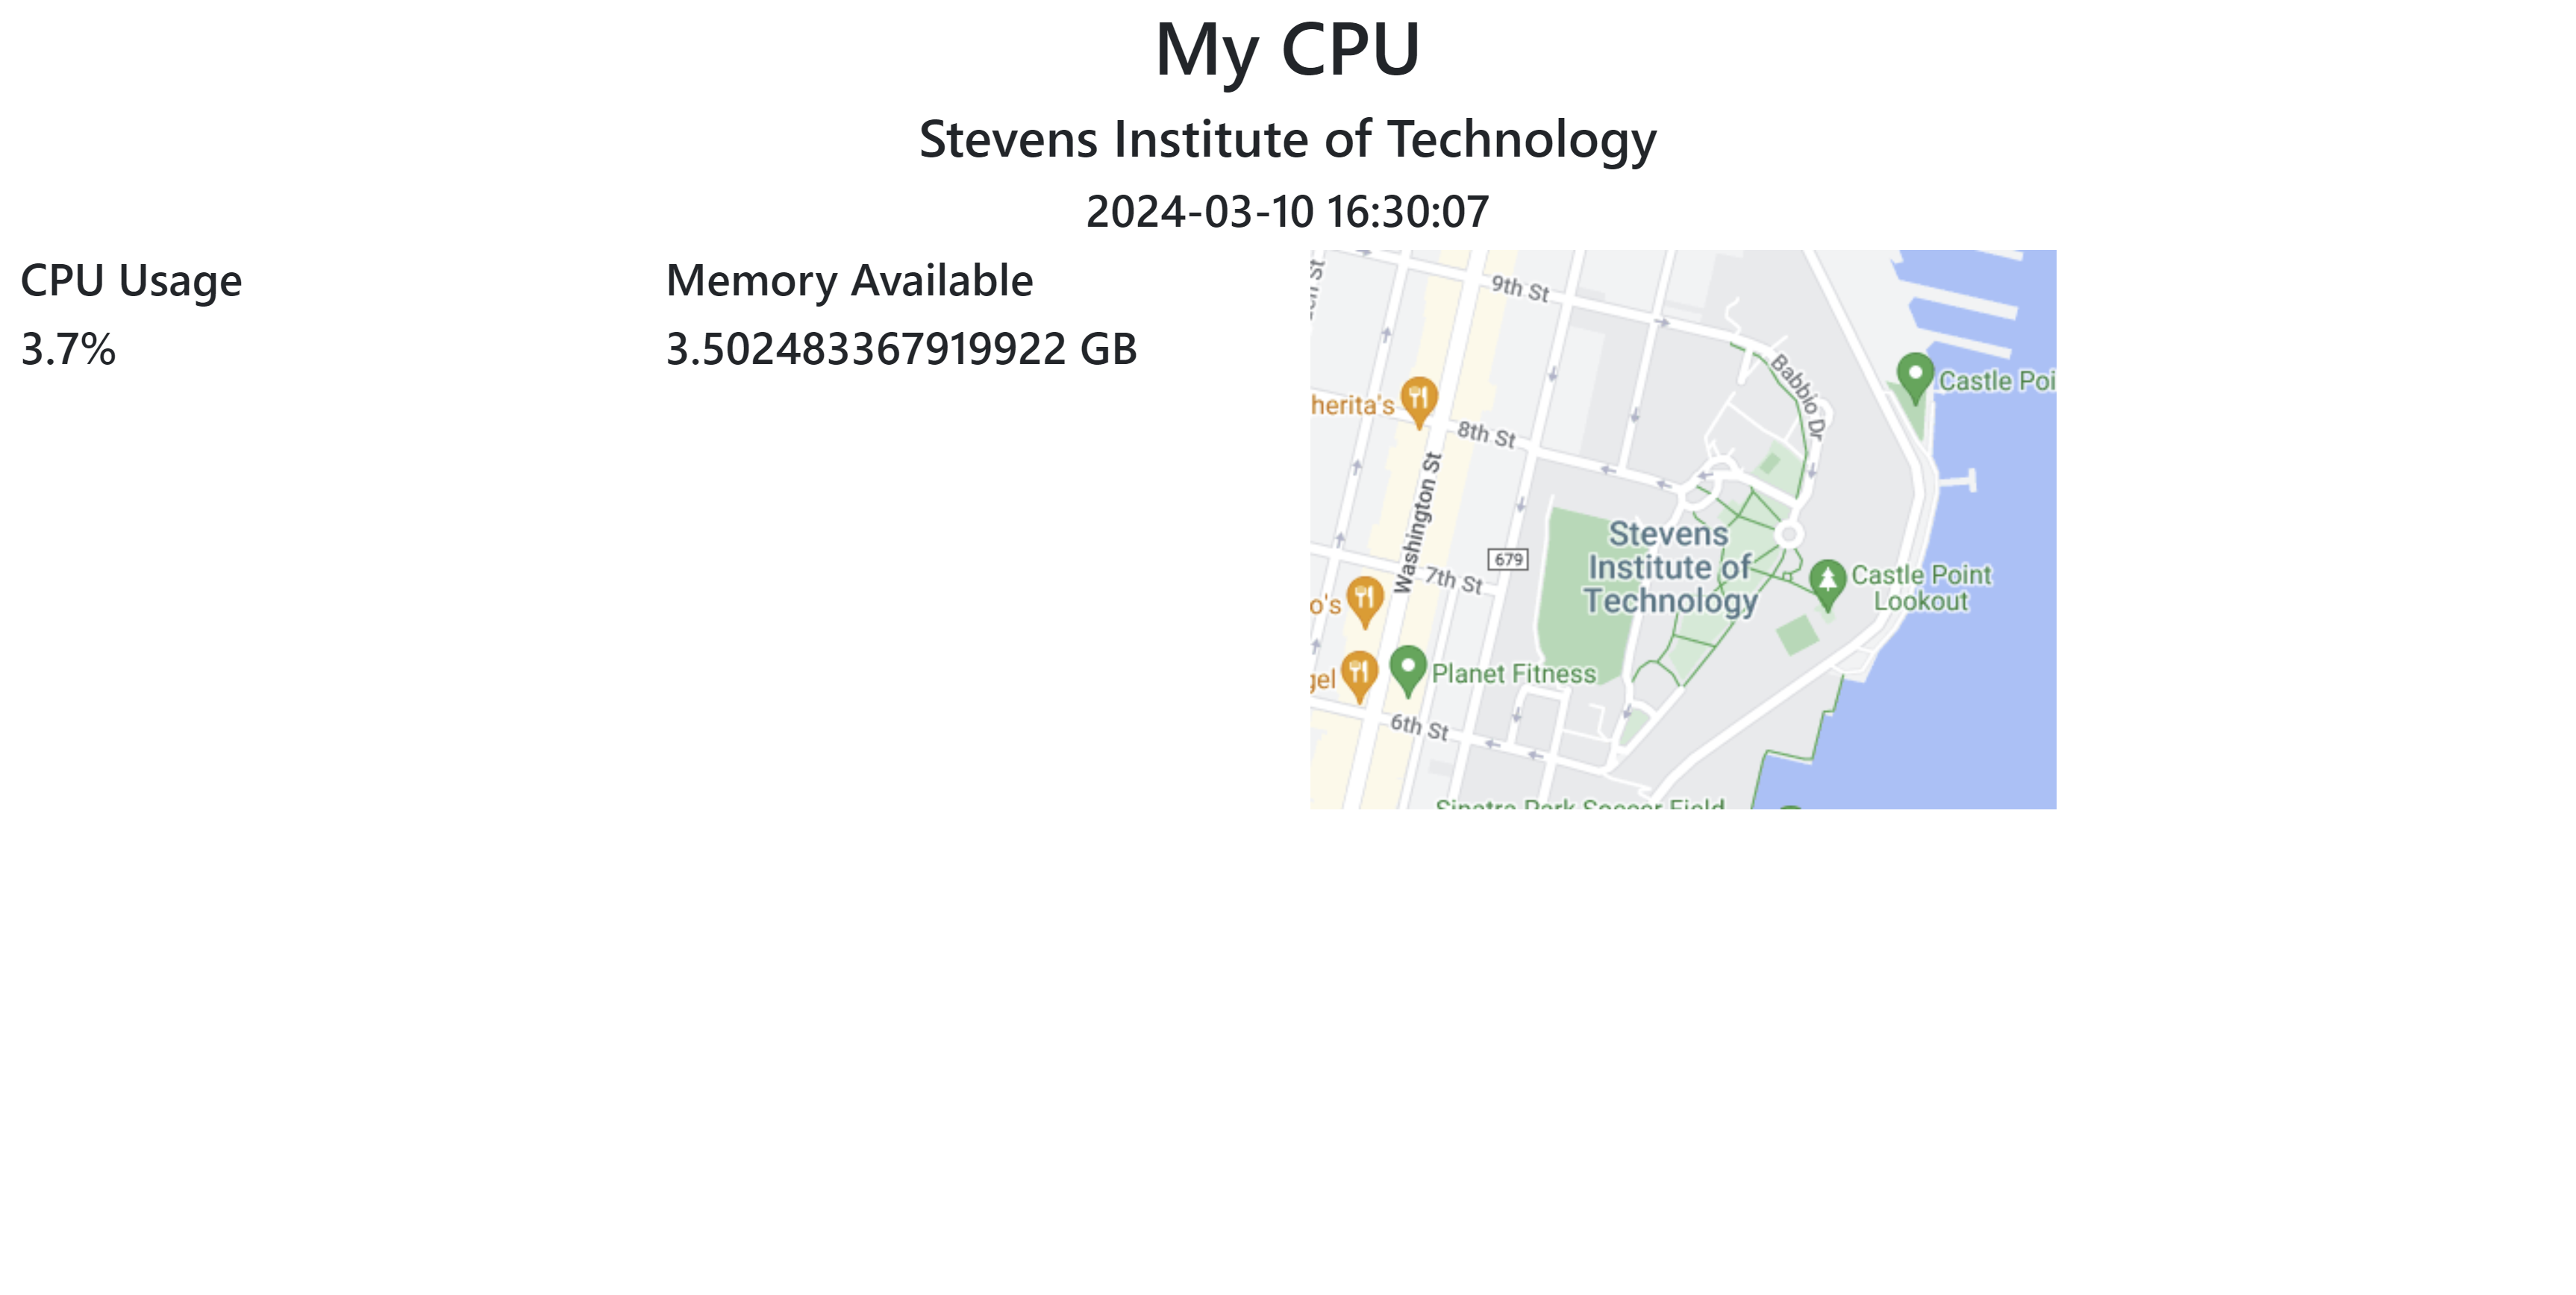 My CPU
Stevens Institute of Technology
2024-03-10 16:30:07
CPU Usage
3.7%
Memory Available
3.502483367919922 GB
9th St
Babbio Dr
Castle Poi
herita's
8th St
Washington St
679
7th St
Stevens
Institute of
Technology
Castle Point
Lookout
o's
gel
Planet Fitness
6th St
Sinatra Park Soccer Field